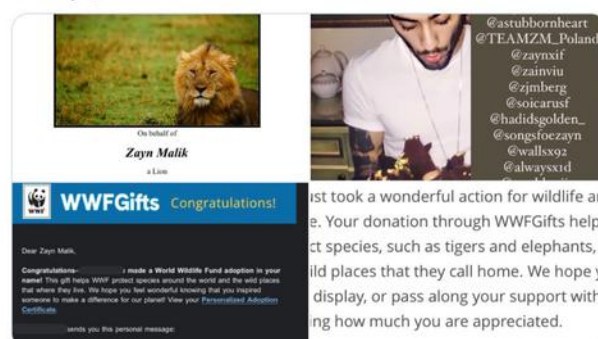 On behalf of
Zayn Malik
a Lion
@astubbornheart
@TEAMZM_Poland
@zaynxif
@zainviu
@zjmberg
@soicarusf
@hadidsgolden_
@songsfoezayn
@wallsx92
@alwaysx1d
WWF
WWFGifts Congratulations!
Dear Zayn Malik,
Congratulations- made a World Wildlife Fund adoption in your
name! This gift helps WWF protect species around the world and the wild places
that where they live. We hope you feel wonderful knowing that you inspired
someone to make a difference for our planet! View your Personalized Adoption
Certificate.
sends you this personal message:
ust took a wonderful action for wildlife a
e. Your donation through WWFGifts help
ct species, such as tigers and elephants,
ild places that they call home. We hope y
display, or pass along your support with
ing how much you are appreciated.